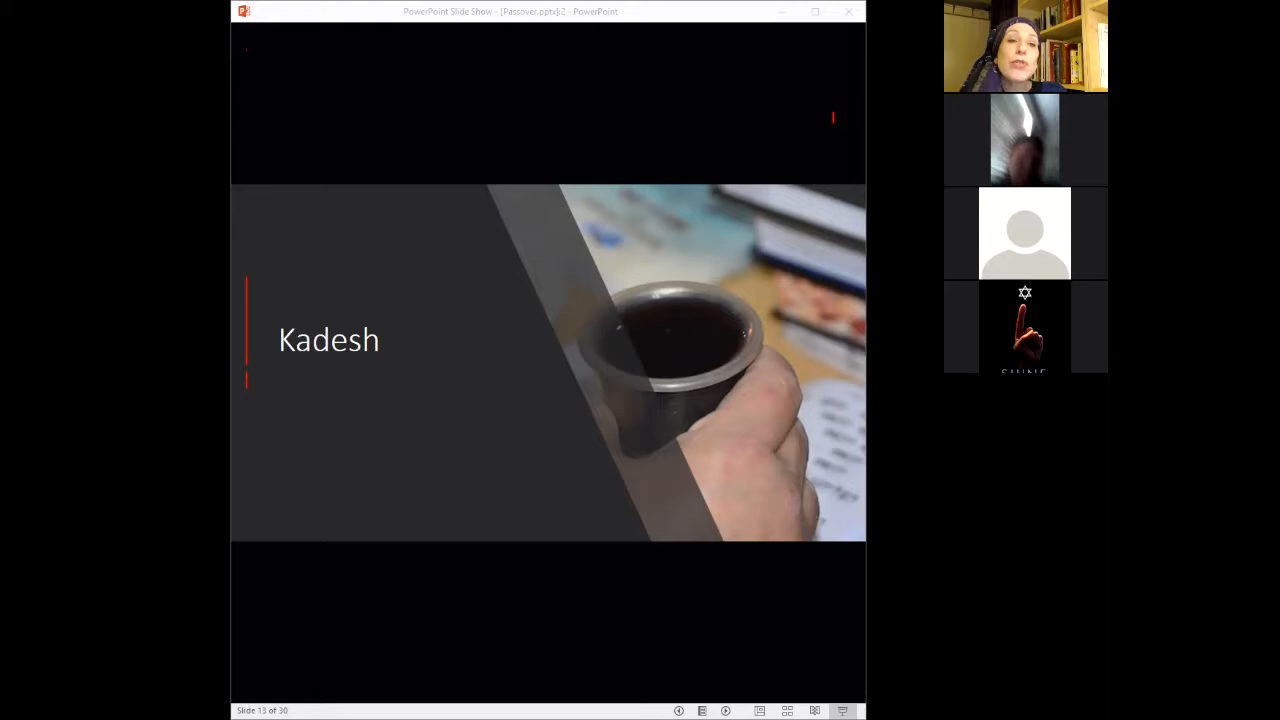 PowerPoint Slide Show - [Passover.pptx]:2 - PowerPoint
Kadesh
Slide 13 of 30